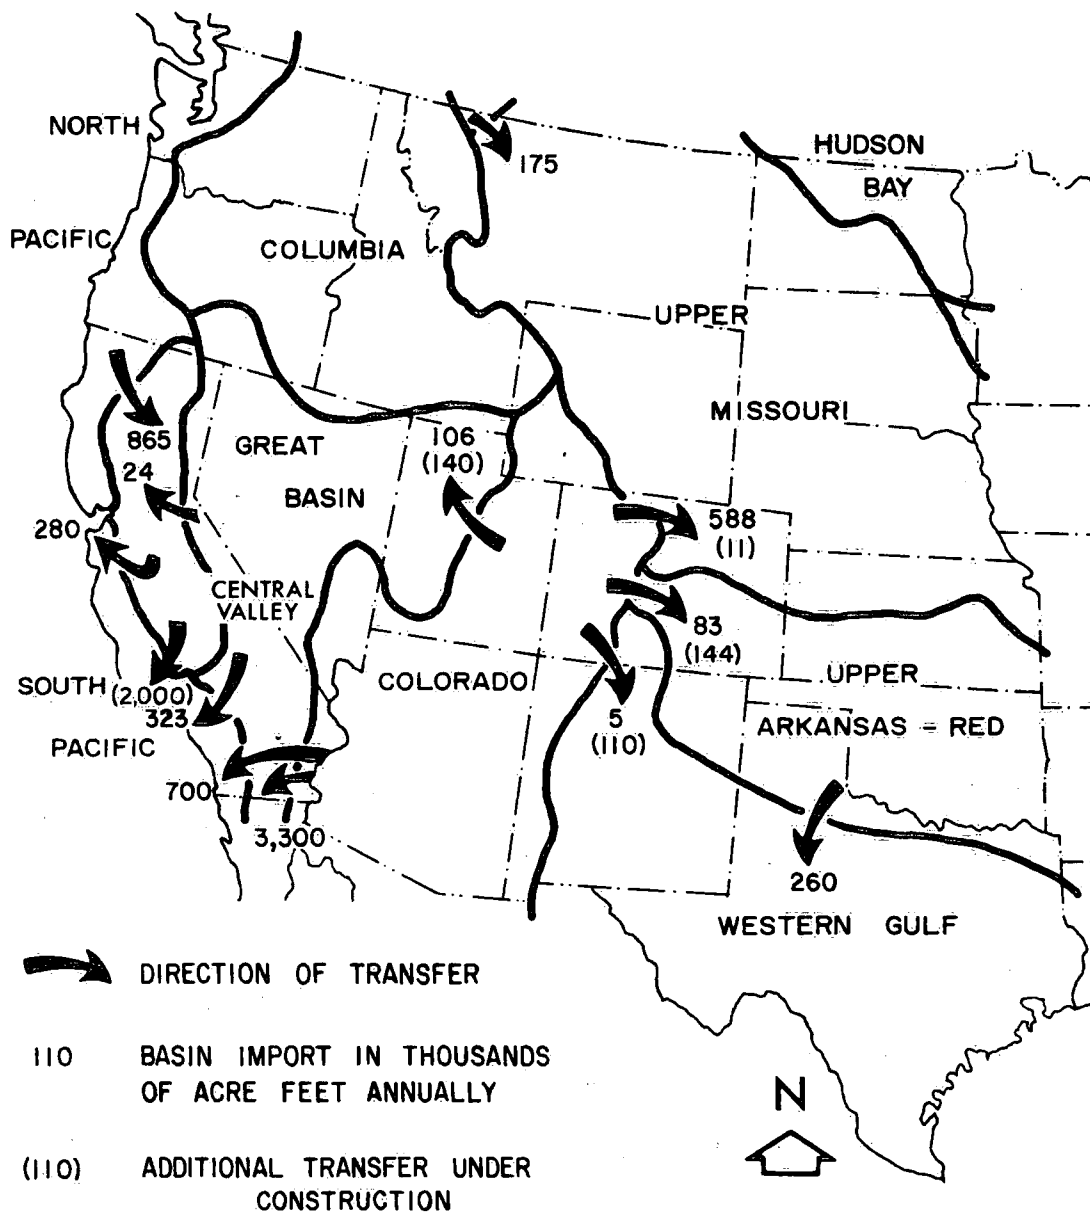 NORTH
PACIFIC
HUDSON
BAY
175
COLUMBIA
UPPER
MISSOURI
865
24
GREAT
BASIN
106
(140)
280
588
(11)
CENTRAL
VALLEY
83
(144)
SOUTH
(2,000)
323
PACIFIC
COLORADO
UPPER
ARKANSAS - RED
5
(110)
700
3,300
260
WESTERN GULF
DIRECTION OF TRANSFER
110 BASIN IMPORT IN THOUSANDS
OF ACRE FEET ANNUALLY
N
(110) ADDITIONAL TRANSFER UNDER
CONSTRUCTION